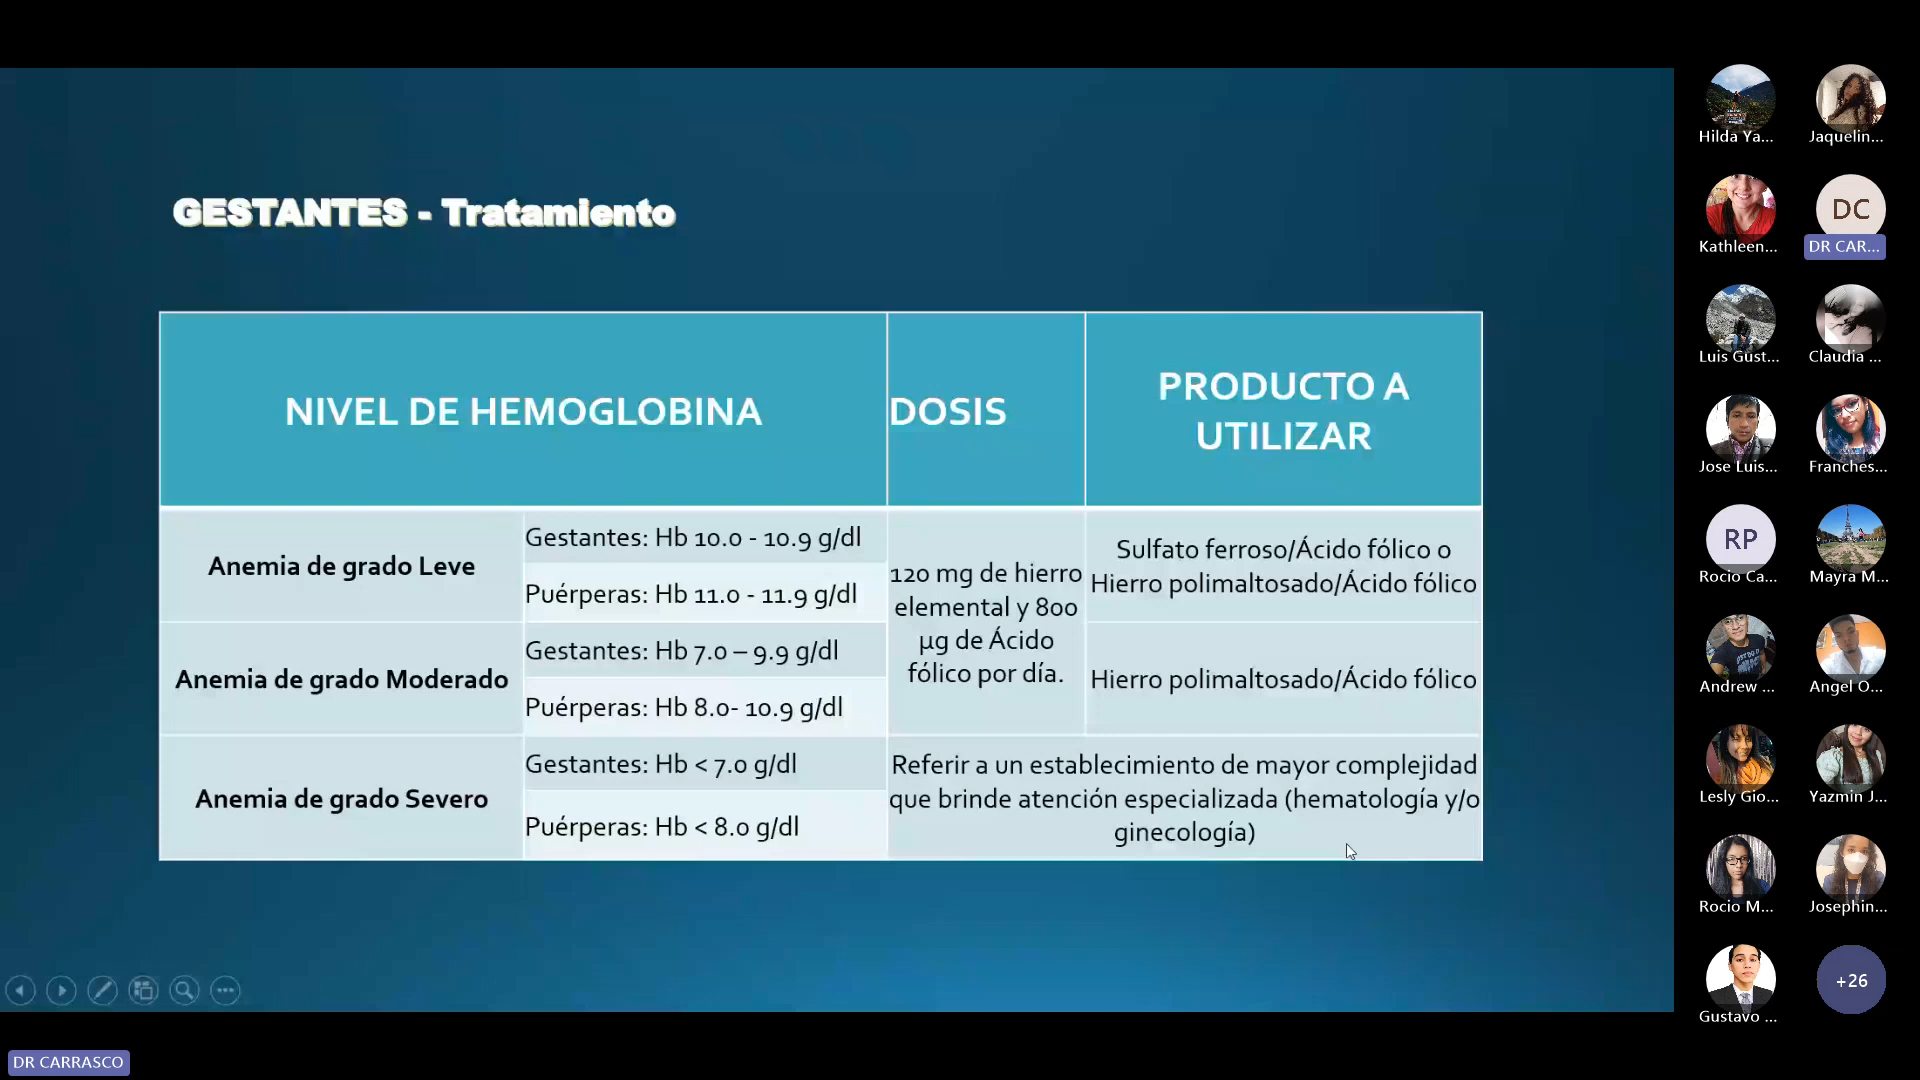 GESTANTES - Tratamiento
NIVEL DE HEMOGLOBINA
DOSIS
PRODUCTO A
UTILIZAR
Anemia de grado Leve
Gestantes: Hb 10.0 - 10.9 g/dl
Puérperas: Hb 11.0 - 11.9 g/dl
120 mg de hierro
elemental y 800
µg de Ácido
fólico por día.
Sulfato ferroso/Ácido fólico o
Hierro polimaltosado/Ácido fólico
Anemia de grado Moderado
Gestantes: Hb 7.0 – 9.9 g/dl
Puérperas: Hb 8.0- 10.9 g/dl
Hierro polimaltosado/Ácido fólico
Anemia de grado Severo
Gestantes: Hb < 7.0 g/dl
Puérperas: Hb < 8.0 g/dl
Referir a un establecimiento de mayor complejidad
que brinde atención especializada (hematología y/o
ginecología)
DR CARRASCO
Hilda Ya...
Jaquelin...
Kathleen...
DC
DR CAR...
Luis Gust...
Claudia ...
Jose Luis...
Franches...
RP
Rocio Ca...
Mayra M...
Andrew ...
Angel O...
Lesly Gio...
Yazmin J...
Rocio M...
Josephin...
Gustavo ...
+26